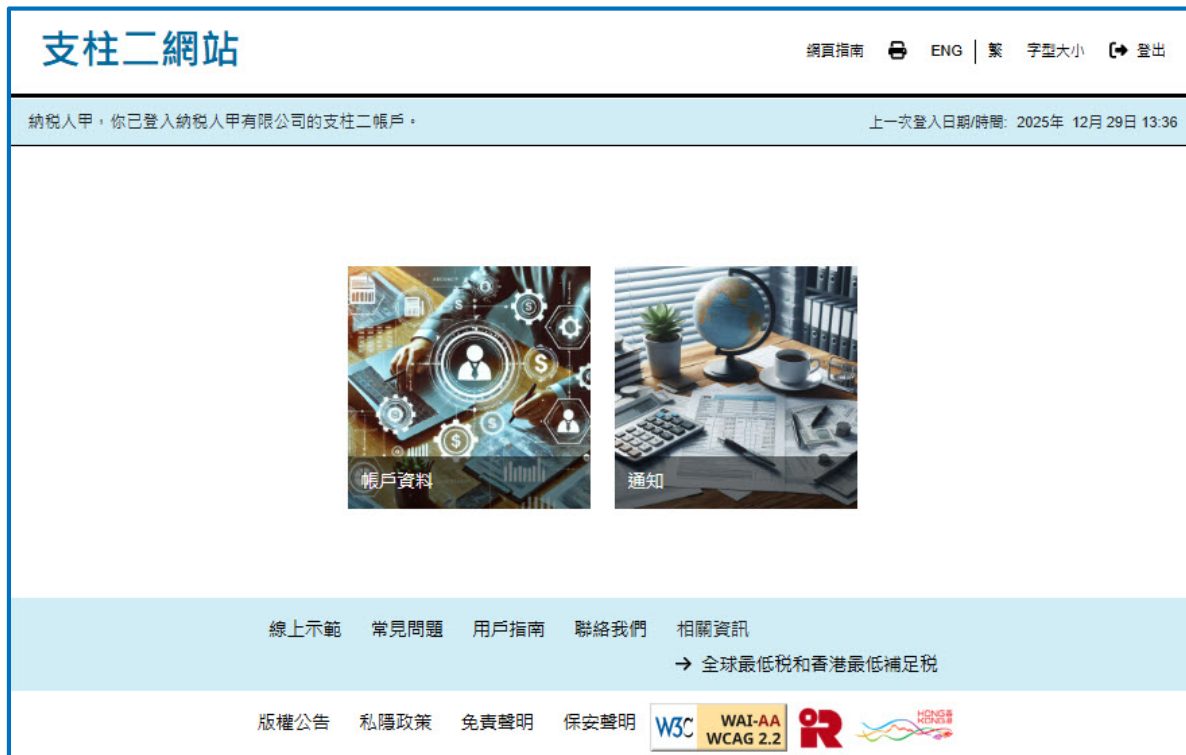 支柱二網站
網頁指南 ENG | 繁 字型大小 登出
納税人甲，你已登入納税人甲有限公司的支柱二帳戶。 上一次登入日期/時間: 2025年 12月 29日 13:36
帳戶資料 通知
線上示範 常見問題 用戶指南 聯絡我們 相關資訊
→ 全球最低税和香港最低補足税
版權公告 私隱政策 免責聲明 保安聲明 W3C WAI-AA WCAG 2.2 HONG KONG